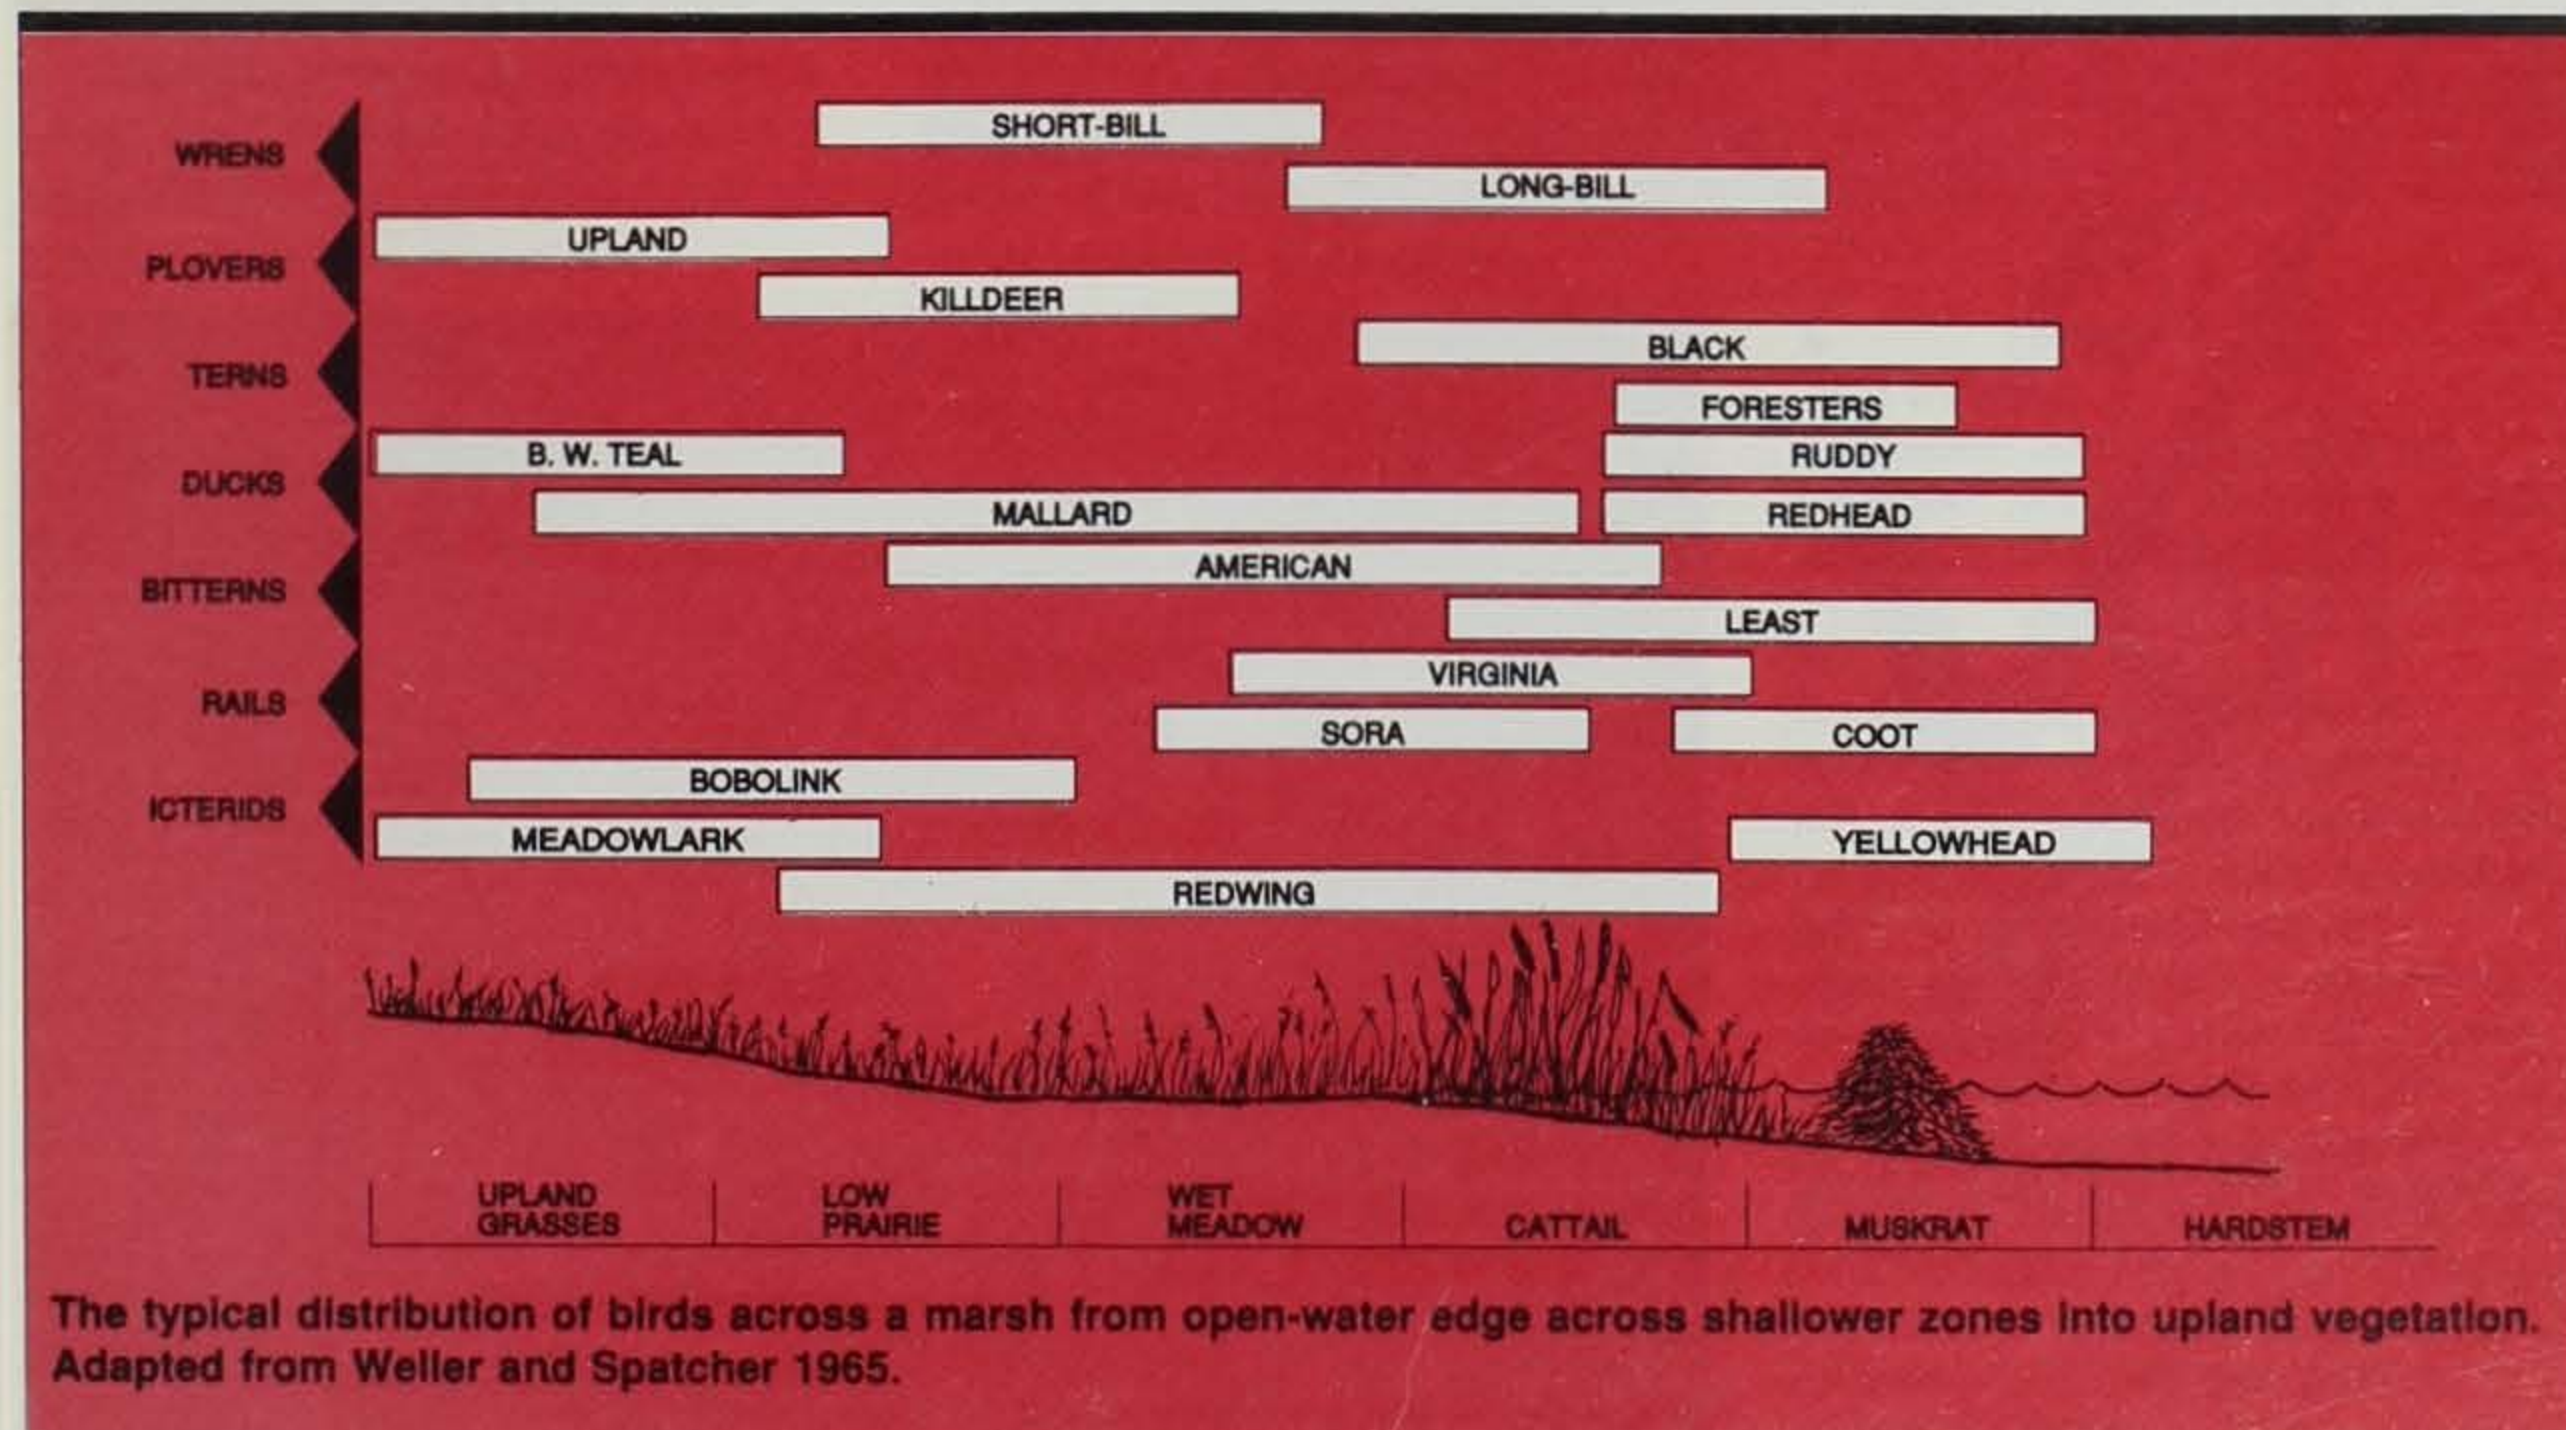 SHORT-BILL
WRENS
LONG-BILL
UPLAND
PLOVERS
KILLDEER
BLACK
TERNS
FORESTERS
B. W. TEAL
RUDDY
DUCKS
MALLARD
REDHEAD
AMERICAN
BITTERNS
LEAST
VIRGINIA
RAILS
SORA
COOT
BOBOLINK
ICTERIDS
MEADOWLARK
YELLOWHEAD
REDWING
UPLAND
GRASSES
LOW
PRAIRIE
WET
MEADOW
CATTAIL
MUSKRAT
HARDSTEM
The typical distribution of birds across a marsh from open-water edge across shallower zones into upland vegetation.
Adapted from Weller and Spatcher 1965.